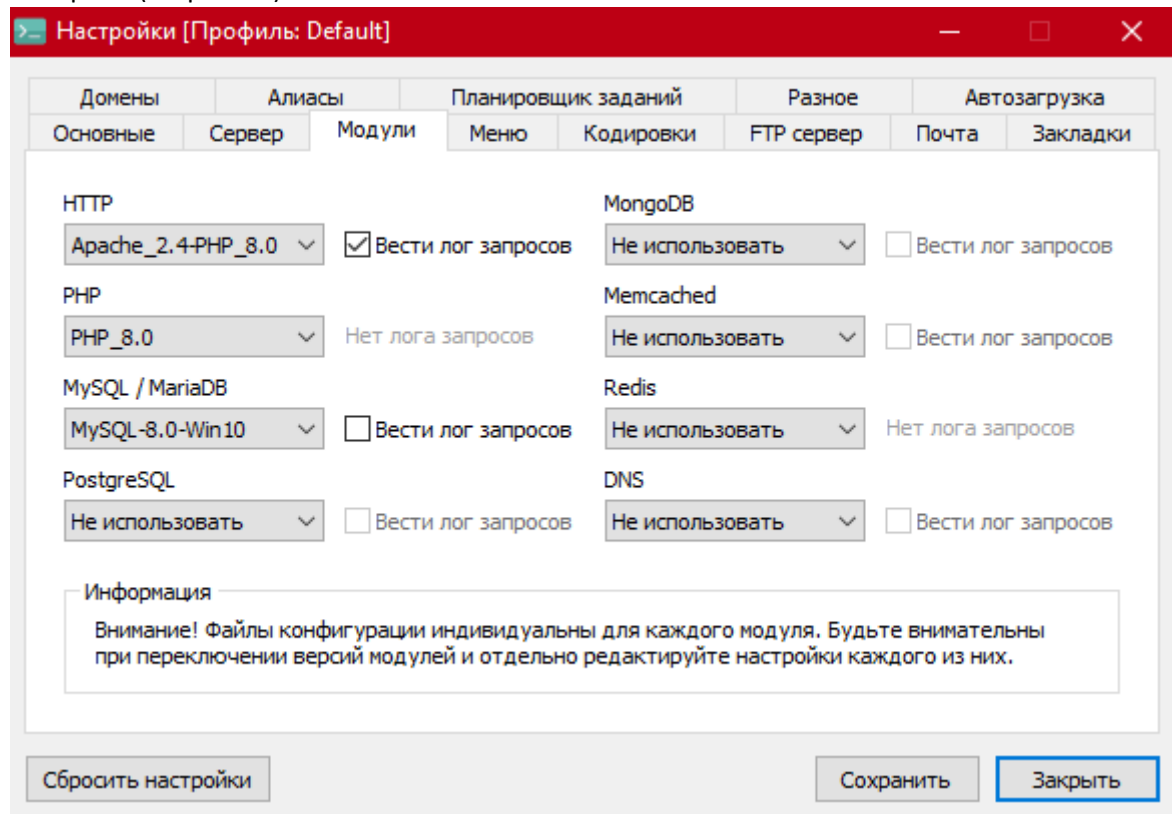 Настройки [Профиль: Default]
Домены Алиасы Планировщик заданий Разное Автозагрузка
Основные Сервер Модули Меню Кодировки FTP сервер Почта Закладки
HTTP
Apache_2.4-PHP_8.0 Вести лог запросов
PHP
PHP_8.0 Нет лога запросов
MySQL / MariaDB
MySQL-8.0-Win10 Вести лог запросов
PostgreSQL
Не использовать Вести лог запросов
MongoDB
Не использовать Вести лог запросов
Memcached
Не использовать Вести лог запросов
Redis
Не использовать Нет лога запросов
DNS
Не использовать Вести лог запросов
Информация
Внимание! Файлы конфигурации индивидуальны для каждого модуля. Будьте внимательны
при переключении версий модулей и отдельно редактируйте настройки каждого из них.
Сбросить настройки Сохранить Закрыть